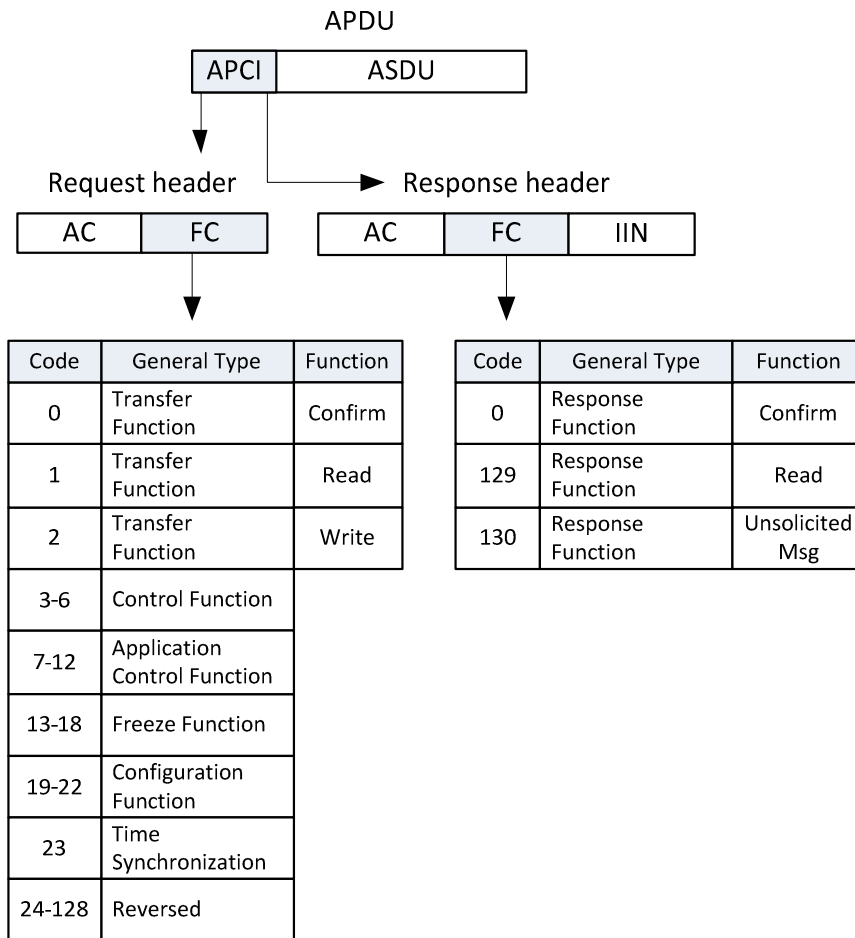 APDU
APCI ASDU
Request header Response header
AC FC AC FC IIN
Code General Type Function
0 Transfer Function Confirm
1 Transfer Function Read
2 Transfer Function Write
3-6 Control Function
7-12 Application Control Function
13-18 Freeze Function
19-22 Configuration Function
23 Time Synchronization
24-128 Reversed
Code General Type Function
0 Response Function Confirm
129 Response Function Read
130 Response Function Unsolicited Msg